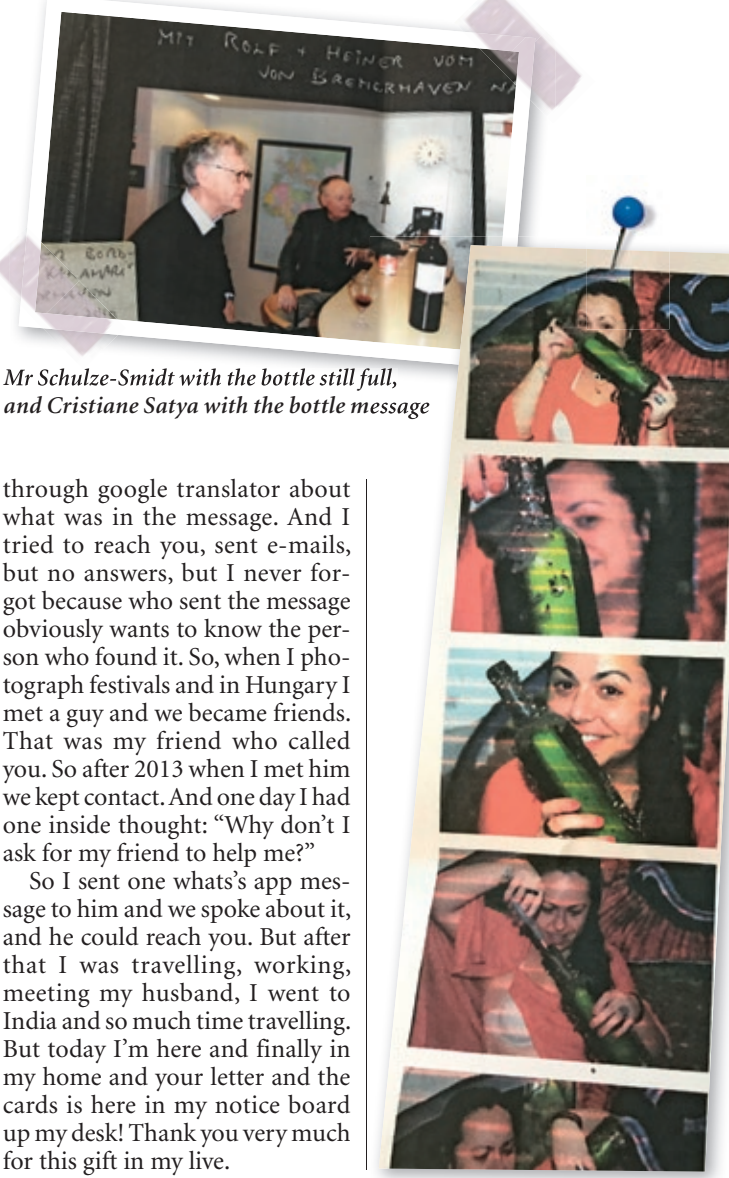 MIT ROLF + HEINER VOM
VON BREMERHAVEN NA
M BORD-
KALAHARI
RHAVEN
Mr Schulze-Smidt with the bottle still full,
and Cristiane Satya with the bottle message
through google translator about
what was in the message. And I
tried to reach you, sent e-mails,
but no answers, but I never for-
got because who sent the message
obviously wants to know the per-
son who found it. So, when I pho-
tograph festivals and in Hungary I
met a guy and we became friends.
That was my friend who called
you. So after 2013 when I met him
we kept contact. And one day I had
one inside thought: “Why don’t I
ask for my friend to help me?”
So I sent one whats’s app mes-
sage to him and we spoke about it,
and he could reach you. But after
that I was travelling, working,
meeting my husband, I went to
India and so much time travelling.
But today I’m here and finally in
my home and your letter and the
cards is here in my notice board
up my desk! Thank you very much
for this gift in my live.